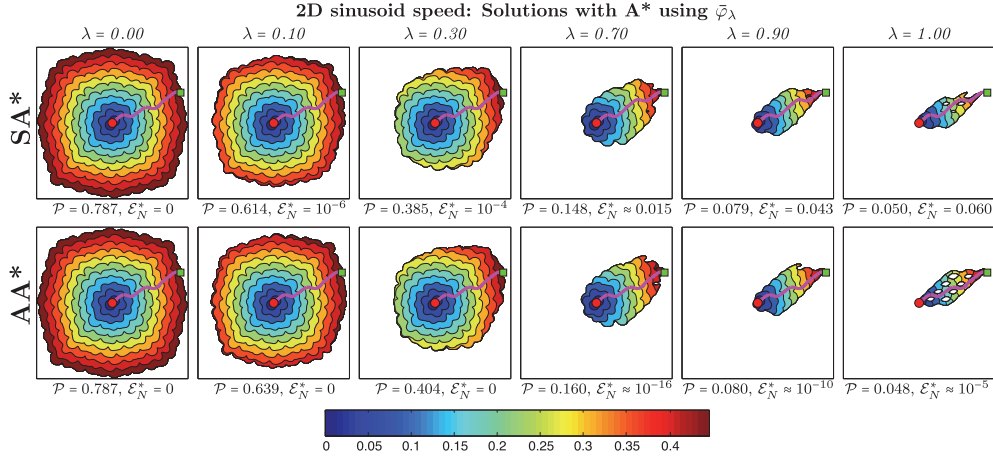 2D sinusoid speed: Solutions with A* using φ̄_λ
λ = 0.00 λ = 0.10 λ = 0.30 λ = 0.70 λ = 0.90 λ = 1.00
SA*
𝒫 = 0.787, ℰ*_N = 0 𝒫 = 0.614, ℰ*_N = 10⁻⁶ 𝒫 = 0.385, ℰ*_N = 10⁻⁴ 𝒫 = 0.148, ℰ*_N ≈ 0.015 𝒫 = 0.079, ℰ*_N = 0.043 𝒫 = 0.050, ℰ*_N = 0.060
AA*
𝒫 = 0.787, ℰ*_N = 0 𝒫 = 0.639, ℰ*_N = 0 𝒫 = 0.404, ℰ*_N = 0 𝒫 = 0.160, ℰ*_N ≈ 10⁻¹⁶ 𝒫 = 0.080, ℰ*_N ≈ 10⁻¹⁰ 𝒫 = 0.048, ℰ*_N ≈ 10⁻⁵
0 0.05 0.1 0.15 0.2 0.25 0.3 0.35 0.4